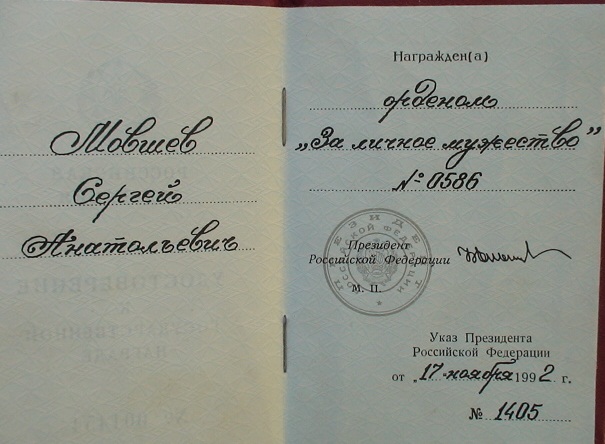 Мовшев
Сергей
Анатольевич
Награжден(а)
орденом
„За личное мужество"
№ 0586
Президент
Российской Федерации
М. П.
Указ Президента
Российской Федерации
от „17" ноября 1992 г.
№ 1405